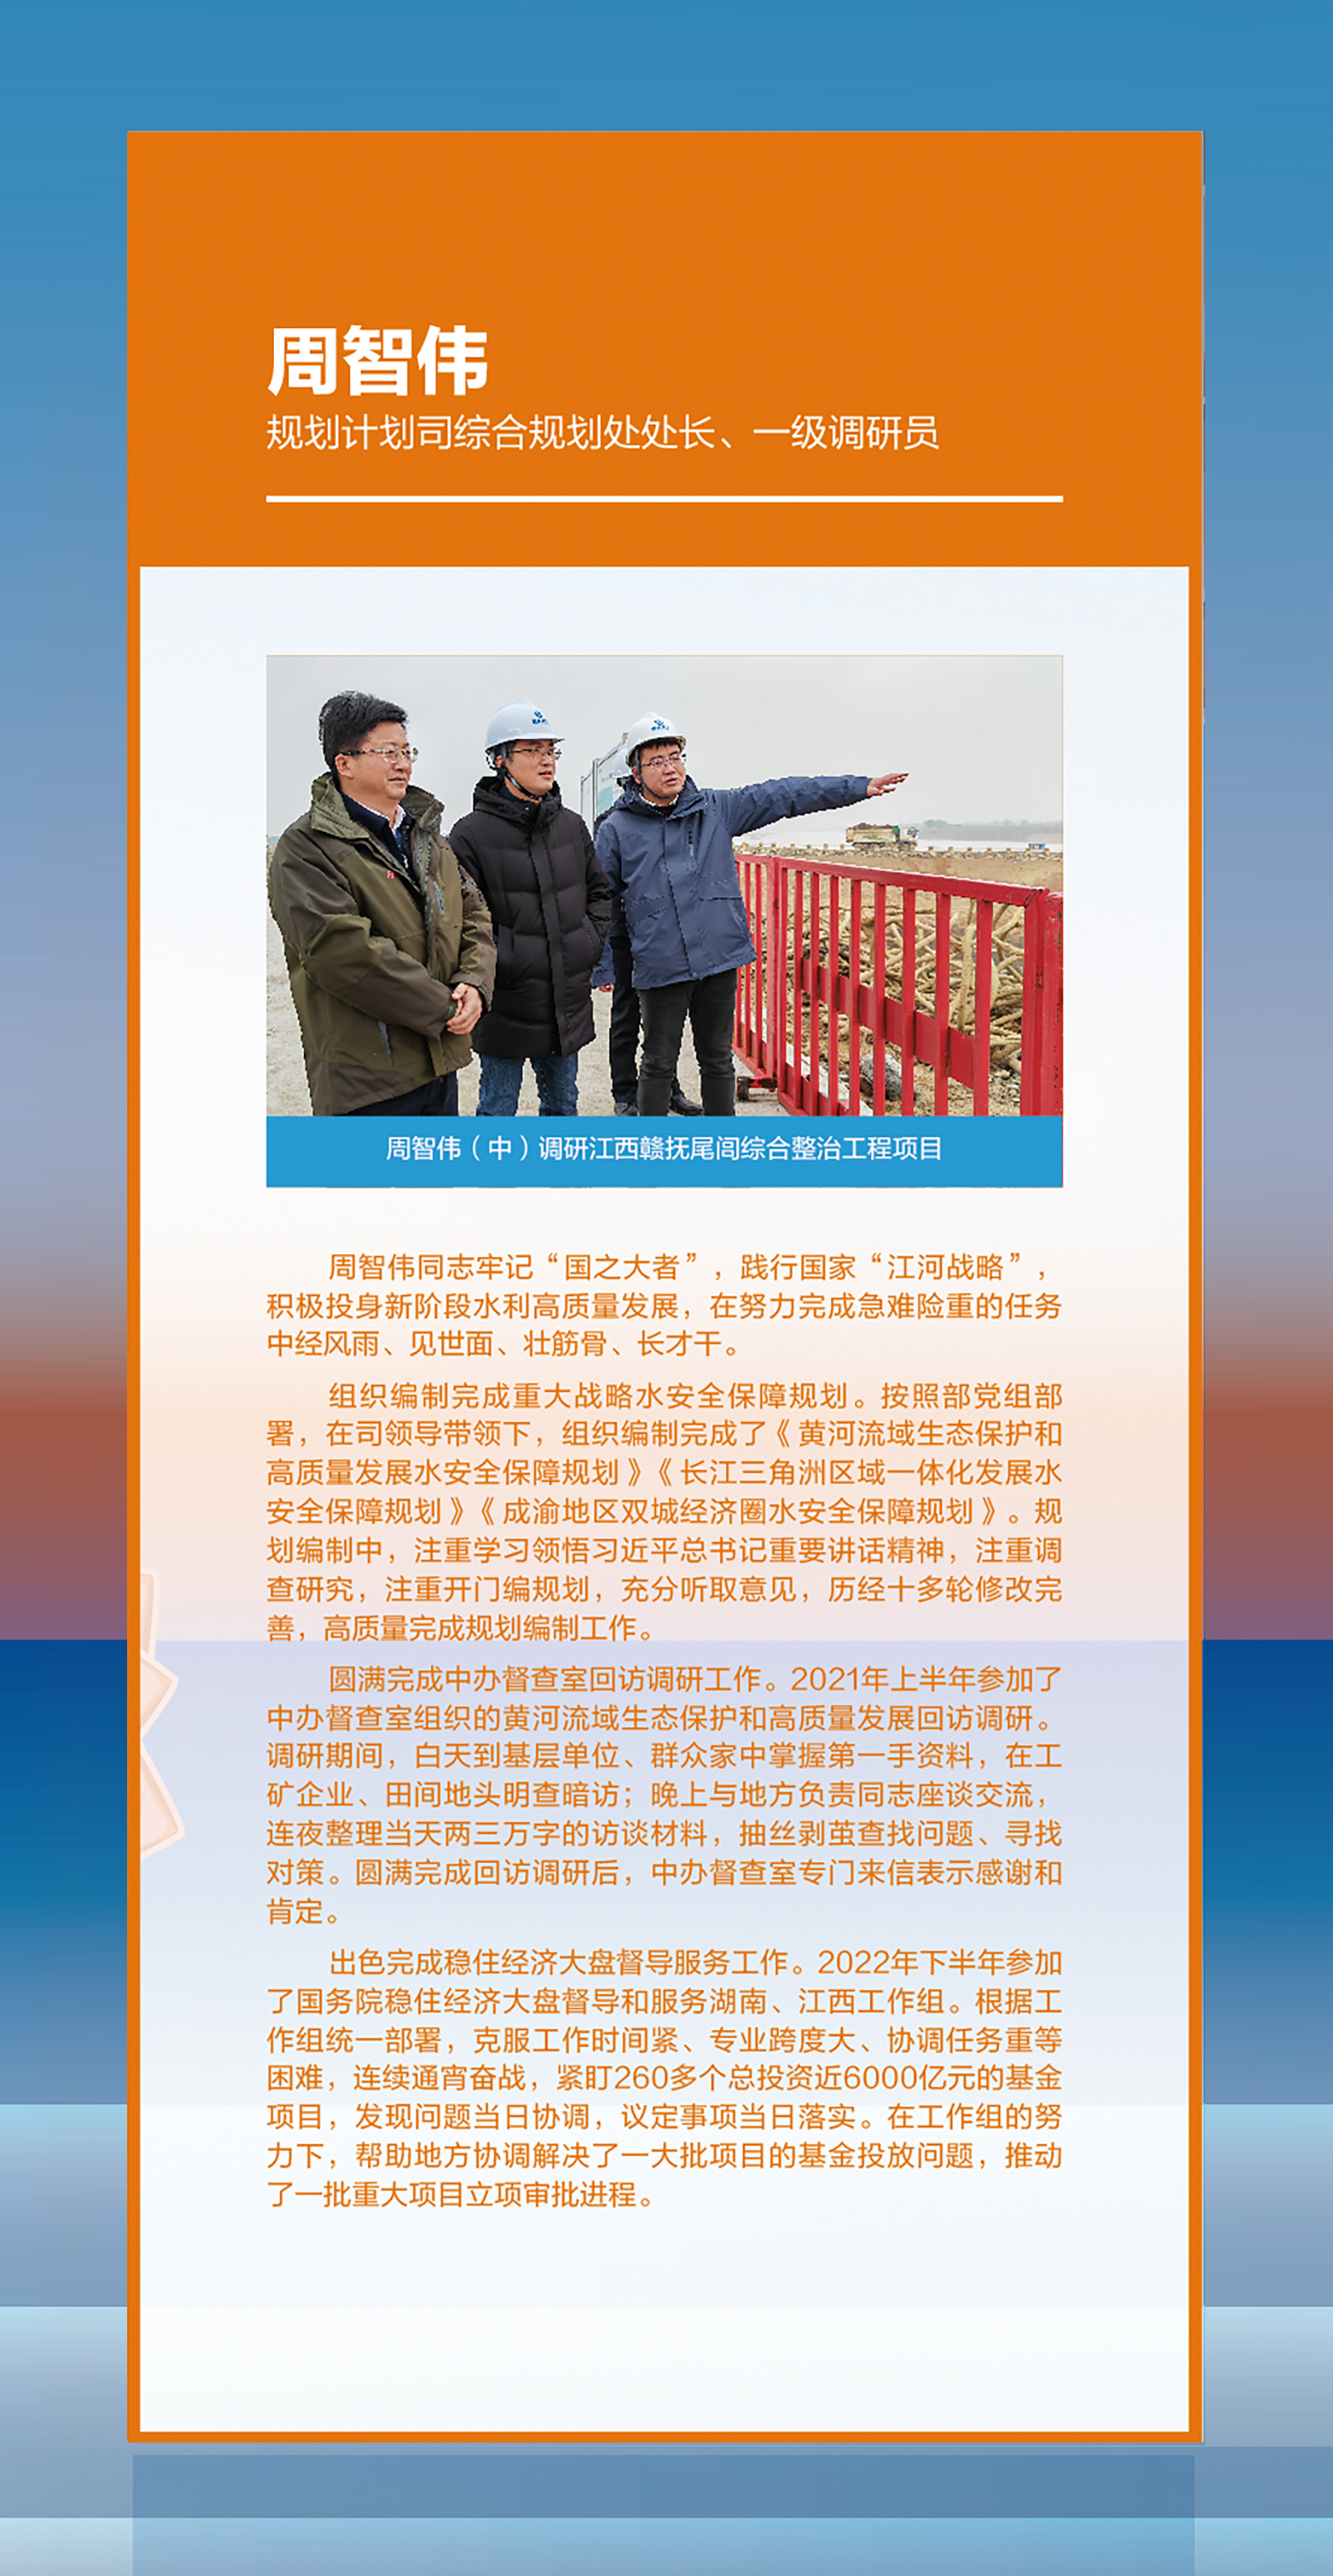 周智伟
规划计划司综合规划处处长、一级调研员
周智伟（中）调研江西赣抚尾闾综合整治工程项目
周智伟同志牢记“国之大者”，践行国家“江河战略”，
积极投身新阶段水利高质量发展，在努力完成急难险重的任务
中经风雨、见世面、壮筋骨、长才干。
组织编制完成重大战略水安全保障规划。按照部党组部
署，在司领导带领下，组织编制完成了《黄河流域生态保护和
高质量发展水安全保障规划》《长江三角洲区域一体化发展水
安全保障规划》《成渝地区双城经济圈水安全保障规划》。规
划编制中，注重学习领悟习近平总书记重要讲话精神，注重调
查研究，注重开门编规划，充分听取意见，历经十多轮修改完
善，高质量完成规划编制工作。
圆满完成中办督查室回访调研工作。2021年上半年参加了
中办督查室组织的黄河流域生态保护和高质量发展回访调研。
调研期间，白天到基层单位、群众家中掌握第一手资料，在工
矿企业、田间地头明查暗访；晚上与地方负责同志座谈交流，
连夜整理当天两三万字的访谈材料，抽丝剥茧查找问题、寻找
对策。圆满完成回访调研后，中办督查室专门来信表示感谢和
肯定。
出色完成稳住经济大盘督导服务工作。2022年下半年参加
了国务院稳住经济大盘督导和服务湖南、江西工作组。根据工
作组统一部署，克服工作时间紧、专业跨度大、协调任务重等
困难，连续通宵奋战，紧盯260多个总投资近6000亿元的基金
项目，发现问题当日协调，议定事项当日落实。在工作组的努
力下，帮助地方协调解决了一大批项目的基金投放问题，推动
了一批重大项目立项审批进程。